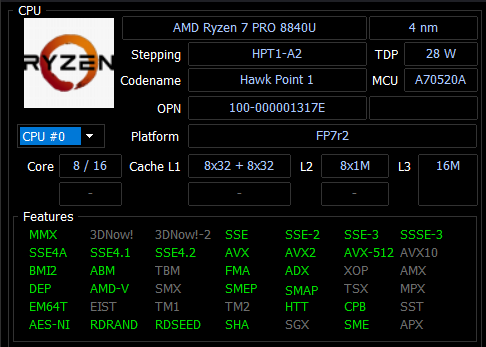 CPU
RYZEN
AMD Ryzen 7 PRO 8840U 4 nm
Stepping HPT1-A2 TDP 28 W
Codename Hawk Point 1 MCU A70520A
OPN 100-000001317E
CPU #0 Platform FP7r2
Core 8 / 16 Cache L1 8x32 + 8x32 L2 8x1M L3 16M
- - -
Features
MMX 3DNow! 3DNow!-2 SSE SSE-2 SSE-3 SSSE-3
SSE4A SSE4.1 SSE4.2 AVX AVX2 AVX-512 AVX10
BMI2 ABM TBM FMA ADX XOP AMX
DEP AMD-V SMX SMEP SMAP TSX MPX
EM64T EIST TM1 TM2 HTT CPB SST
AES-NI RDRAND RDSEED SHA SGX SME APX